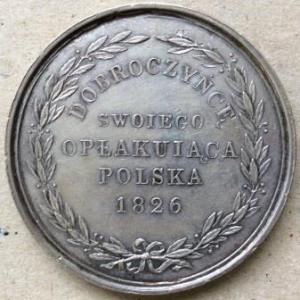 DOBROCZYŃCE
SWOIEGO
OPŁAKUIĄCA
POLSKA
1826